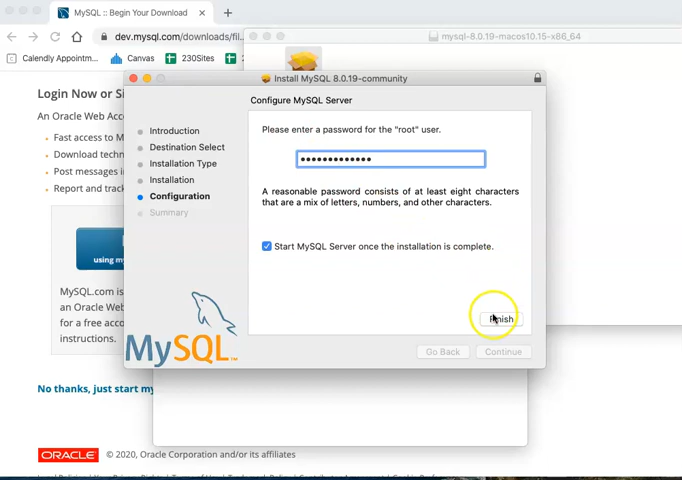 MySQL :: Begin Your Download
dev.mysql.com/downloads/fil
mysql-8.0.19-macos10.15-x86_64
Calendly Appointm...
Canvas
230Sites
Install MySQL 8.0.19-community
Login Now or Si
An Oracle Web Acc
Fast access to M
Download techn
Post messages i
Report and track
using my
MySQL.com is
an Oracle Web
for a free acco
instructions.
No thanks, just start my
Introduction
Destination Select
Installation Type
Installation
Configuration
Summary
MySQL™
Configure MySQL Server
Please enter a password for the "root" user.
•••••••••••••
A reasonable password consists of at least eight characters
that are a mix of letters, numbers, and other characters.
Start MySQL Server once the installation is complete.
Finish
Go Back
Continue
ORACLE
© 2020, Oracle Corporation and/or its affiliates